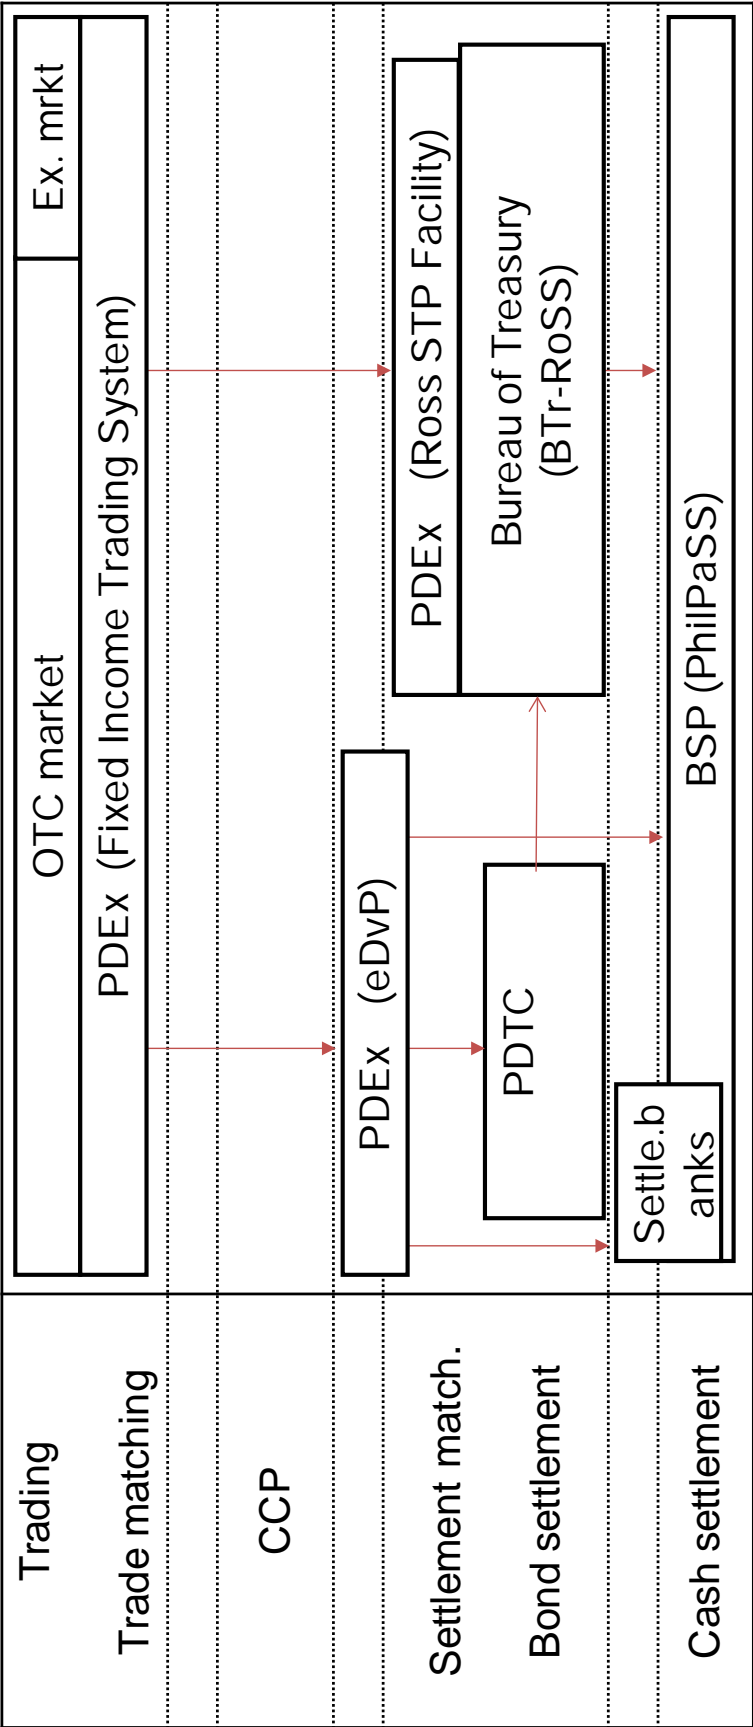 Trading
OTC market
Ex. mrkt
Trade matching
PDEx (Fixed Income Trading System)
CCP
Settlement match.
PDEx (eDvP)
PDEx (Ross STP Facility)
Bond settlement
PDTC
Bureau of Treasury
(BTr-RoSS)
Cash settlement
Settle.b
anks
BSP (PhilPaSS)